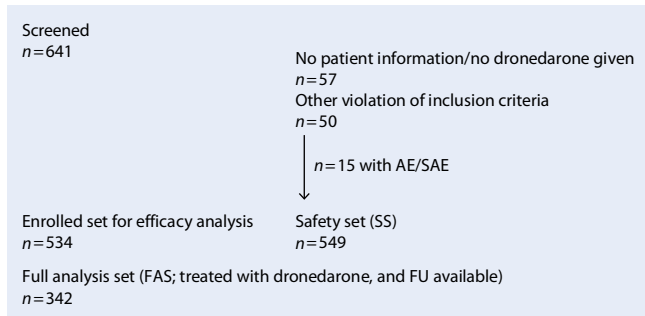 Screened
n=641
No patient information/no dronedarone given
n=57
Other violation of inclusion criteria
n=50
n=15 with AE/SAE
Enrolled set for efficacy analysis
n=534
Safety set (SS)
n=549
Full analysis set (FAS; treated with dronedarone, and FU available)
n=342